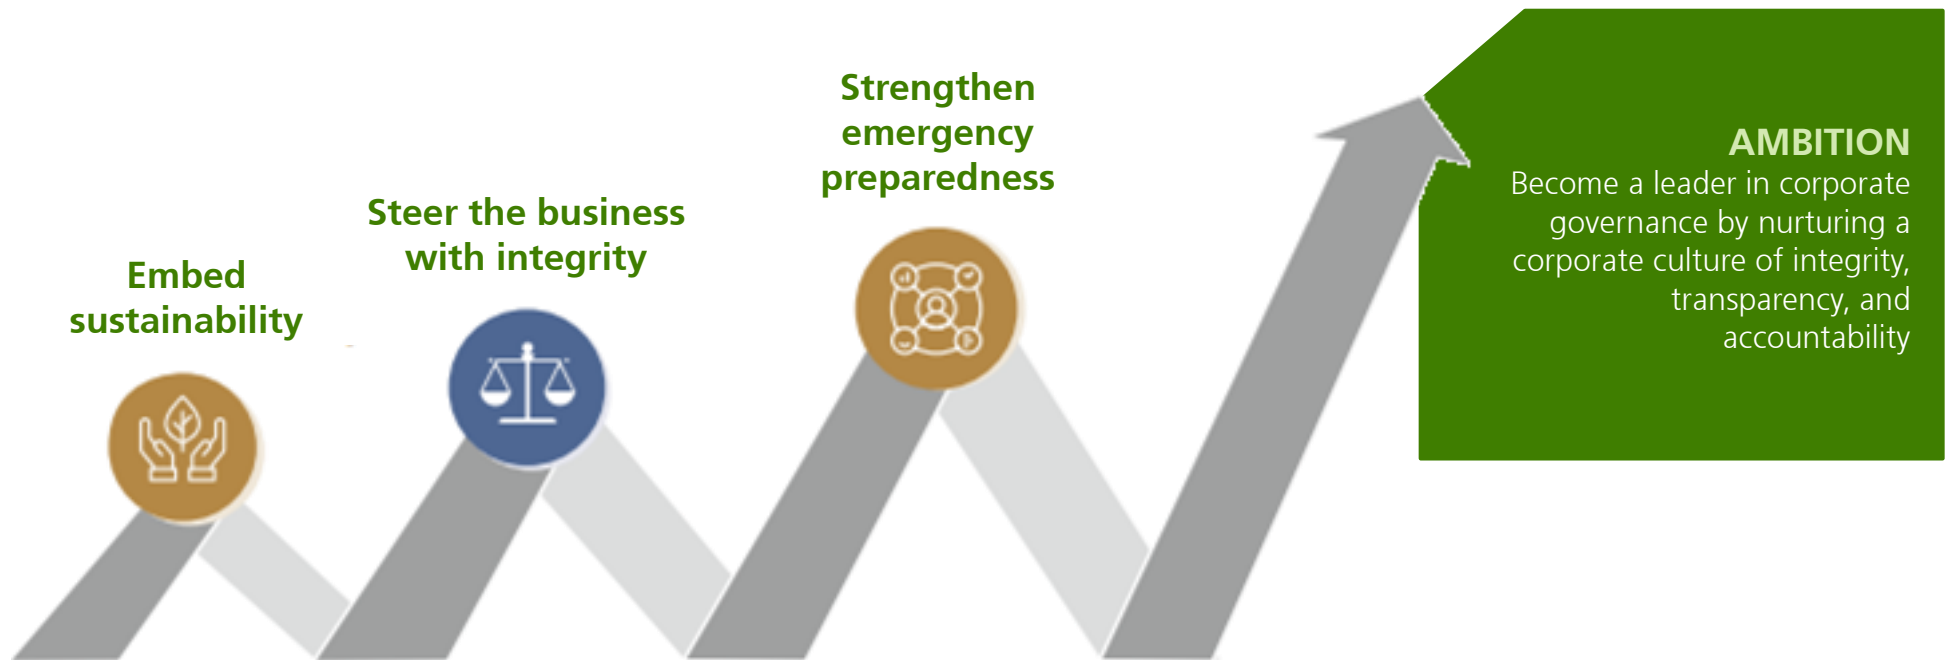 Embed
sustainability
Steer the business
with integrity
Strengthen
emergency
preparedness
AMBITION
Become a leader in corporate
governance by nurturing a
corporate culture of integrity,
transparency, and
accountability